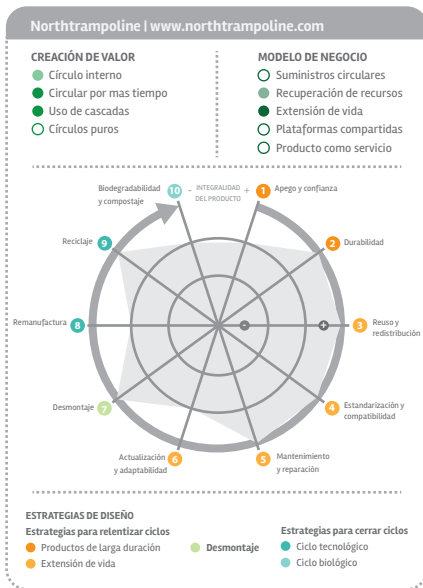 Northtrampoline | www.northtrampoline.com
CREACIÓN DE VALOR
Círculo interno
Circular por mas tiempo
Uso de cascadas
Círculos puros
MODELO DE NEGOCIO
Suministros circulares
Recuperación de recursos
Extensión de vida
Plataformas compartidas
Producto como servicio
Biodegradabilidad
y compostaje
10
- INTEGRALIDAD +
DEL PRODUCTO
1 Apego y confianza
Reciclaje 9
2 Durabilidad
Remanufactura 8
- +
3 Reuso y
redistribución
Desmontaje 7
4 Estandarización y
compatibilidad
Actualización
y adaptabilidad
6
5 Mantenimiento
y reparación
ESTRATEGIAS DE DISEÑO
Estrategias para relentizar ciclos
Productos de larga duración
Extensión de vida
Desmontaje
Estrategias para cerrar ciclos
Ciclo tecnológico
Ciclo biológico